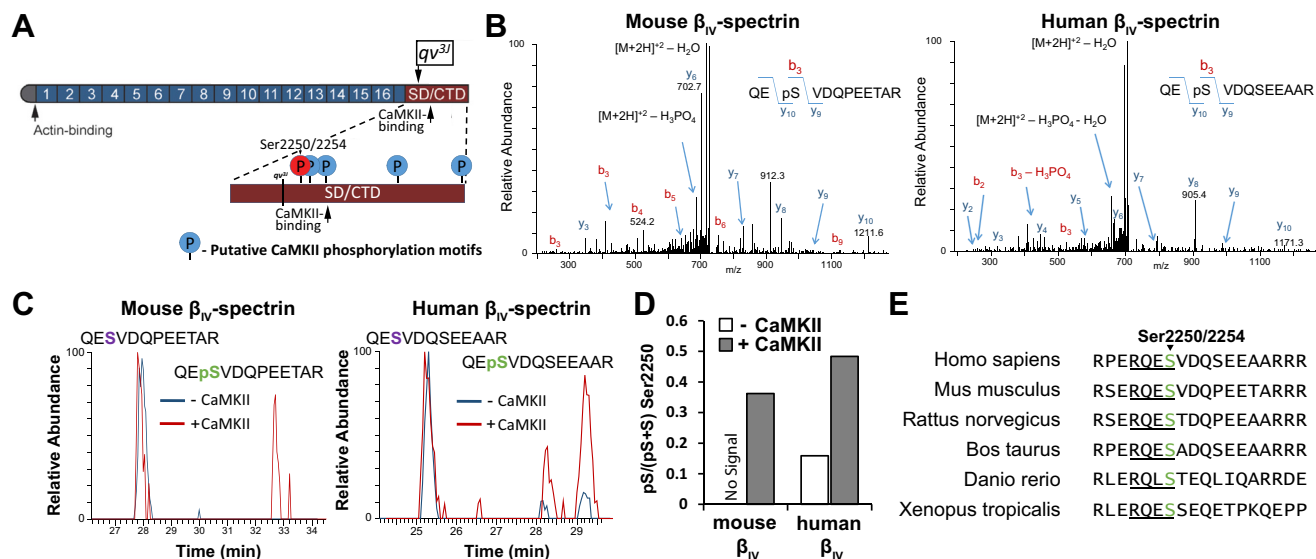 A
qv3J
1 2 3 4 5 6 7 8 9 10 11 12 13 14 15 16 SD/CTD
Actin-binding
CaMKII-
binding
Ser2250/2254
P P P P P
qv3J
SD/CTD
CaMKII-
binding
P - Putative CaMKII phosphorylation motifs
B
Mouse βIV-spectrin
Relative Abundance
100
0
[M+2H]+2 – H2O
y6
702.7
[M+2H]+2 – H3PO4
b3
QE pS VDQPEETAR
y10 y9
b3
y3
b3
b4
524.2
b5
y7
b6
912.3
y8
y9
b9
y10
1211.6
300 500 700 900 1100
m/z
Human βIV-spectrin
Relative Abundance
100
0
[M+2H]+2 – H2O
b3
QE pS VDQSEEAAR
y10 y9
[M+2H]+2 – H3PO4 - H2O
b2
y2
y3
b3 – H3PO4
y4
b3
y5
y6
y7
y8
905.4
y9
y10
1171.3
300 500 700 900 1100
m/z
C
Mouse βIV-spectrin
QESVDQPEETAR
QEpSVDQPEETAR
- CaMKII
+CaMKII
Relative Abundance
100
0
27 28 29 30 31 32 33 34
Time (min)
Human βIV-spectrin
QESVDQSEEAAR
QEpSVDQSEEAAR
- CaMKII
+CaMKII
Relative Abundance
100
0
25 26 27 28 29
Time (min)
D
pS/(pS+S) Ser2250
0.6
0.5
0.4
0.3
0.2
0.1
0
- CaMKII
+ CaMKII
No Signal
mouse
βIV
human
βIV
E
Ser2250/2254
Homo sapiens RPERQESVDQSEEAARRR
Mus musculus RSERQESVDQPEETARRR
Rattus norvegicus RSERQESTDQPEETARRR
Bos taurus RPERQESADQSEEAARRR
Danio rerio RLERQLSTEQLIQARRDE
Xenopus tropicalis RLERQESSEQETPKQEPP